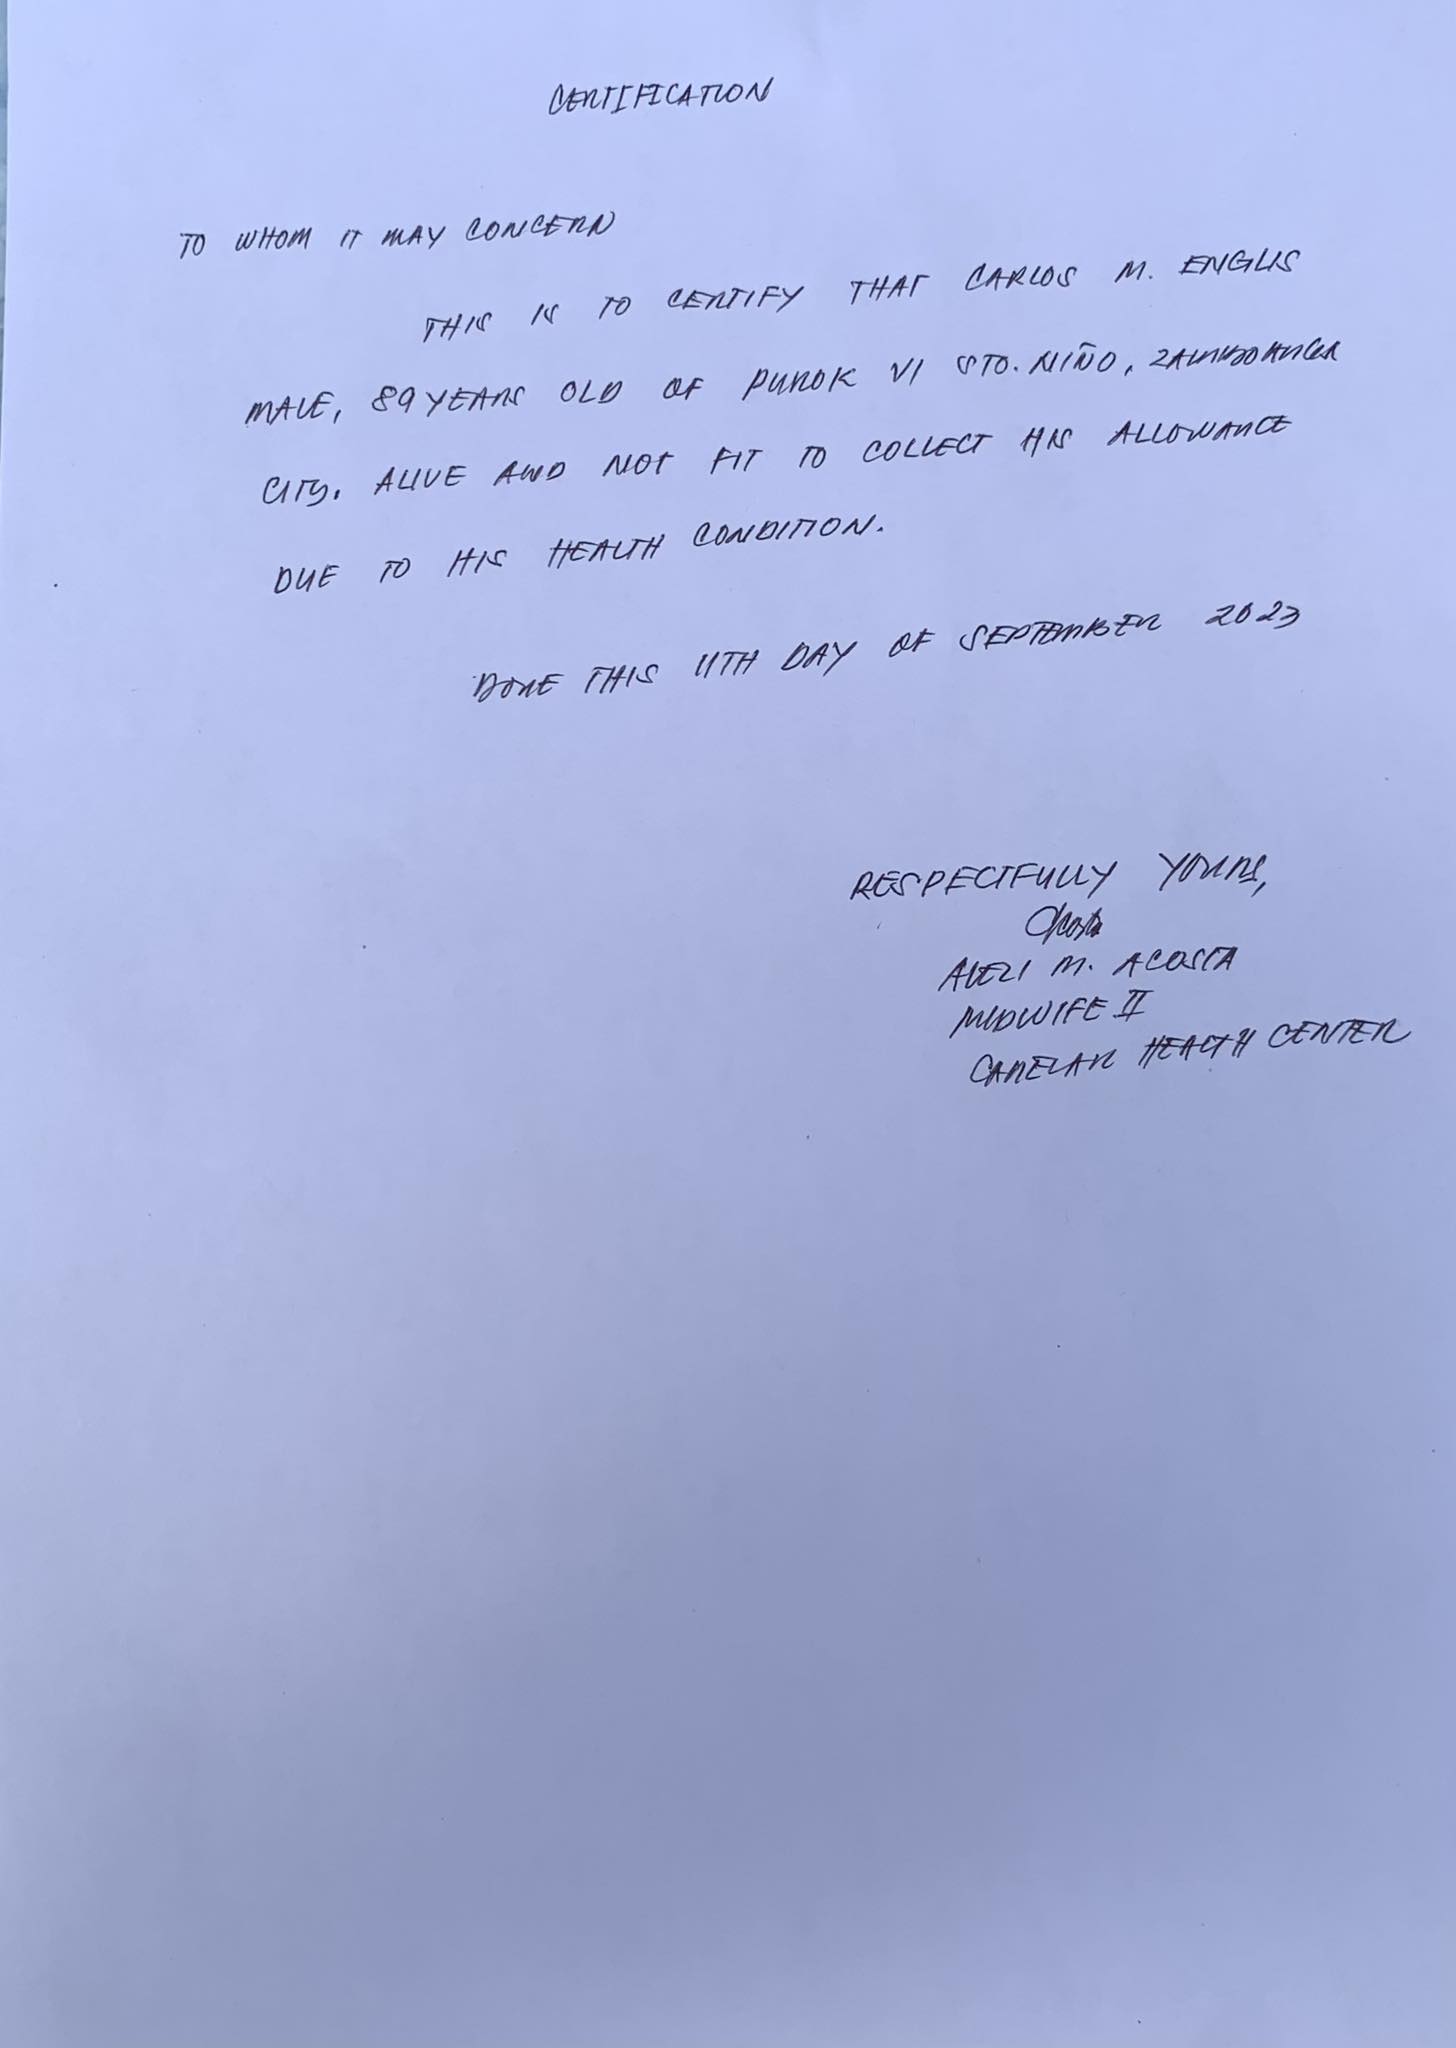 CERTIFICATION
TO WHOM IT MAY CONCERN
THIS IS TO CERTIFY THAT CARLOS M. ENGLIS
MALE, 89 YEARS OLD OF PUROK VI STO. NIÑO, ZAMBOANGA
CITY. ALIVE AND NOT FIT TO COLLECT HIS ALLOWANCE
DUE TO HIS HEALTH CONDITION.
DONE THIS 11TH DAY OF SEPTEMBER 2023
RESPECTFULLY YOURS,
M. ACOSTA
MIDWIFE II
CANELAR HEALTH CENTER